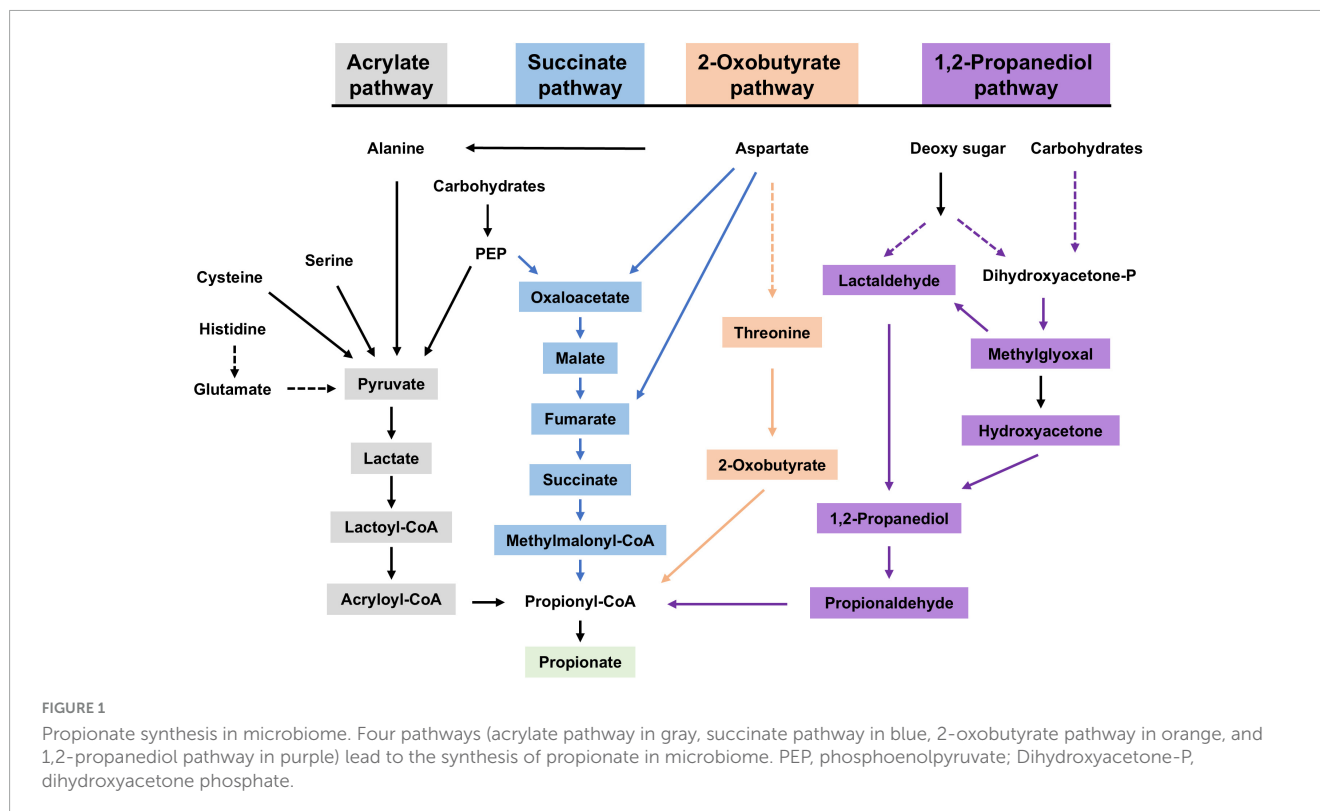 Acrylate
pathway
Succinate
pathway
2-Oxobutyrate
pathway
1,2-Propanediol
pathway
Alanine
Aspartate
Deoxy sugar
Carbohydrates
Carbohydrates
PEP
Serine
Cysteine
Lactaldehyde
Dihydroxyacetone-P
Oxaloacetate
Histidine
Threonine
Malate
Methylglyoxal
Glutamate
Pyruvate
Fumarate
Hydroxyacetone
Lactate
2-Oxobutyrate
Succinate
Lactoyl-CoA
1,2-Propanediol
Methylmalonyl-CoA
Acryloyl-CoA
Propionyl-CoA
Propionaldehyde
Propionate
FIGURE 1
Propionate synthesis in microbiome. Four pathways (acrylate pathway in gray, succinate pathway in blue, 2-oxobutyrate pathway in orange, and
1,2-propanediol pathway in purple) lead to the synthesis of propionate in microbiome. PEP, phosphoenolpyruvate; Dihydroxyacetone-P,
dihydroxyacetone phosphate.